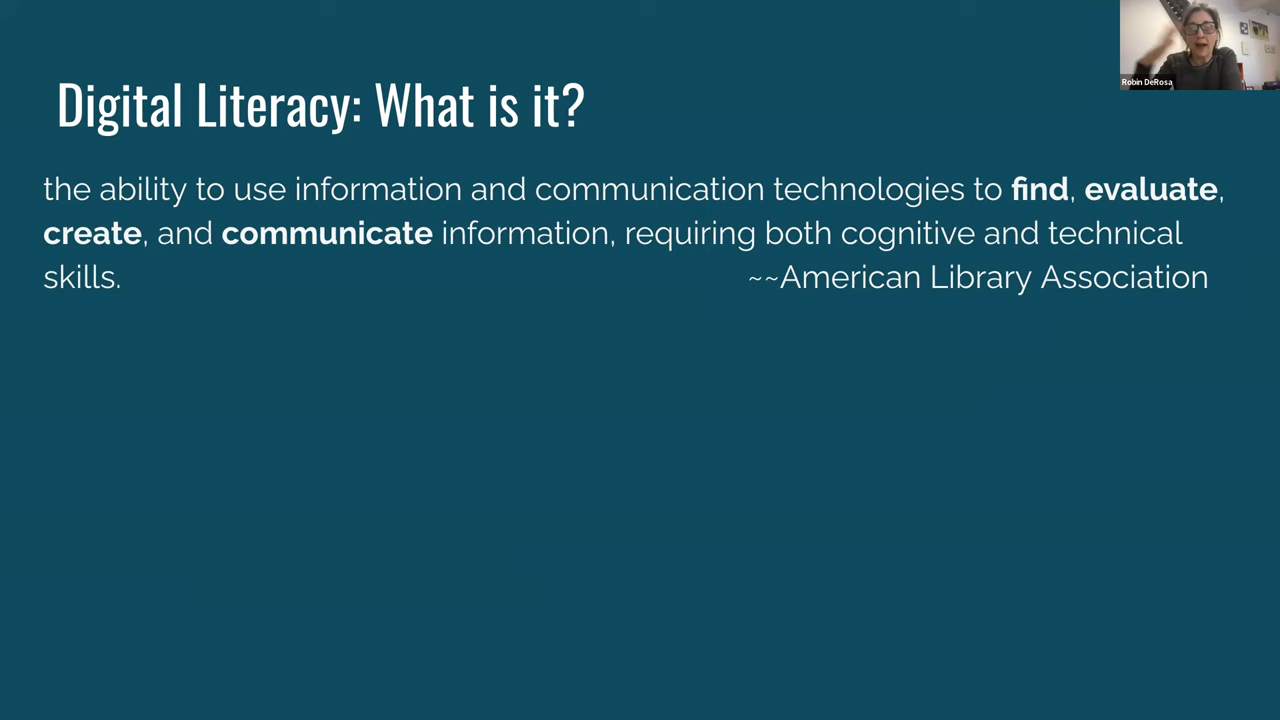 Robin DeRosa
Digital Literacy: What is it?
the ability to use information and communication technologies to find, evaluate,
create, and communicate information, requiring both cognitive and technical
skills. ~~American Library Association